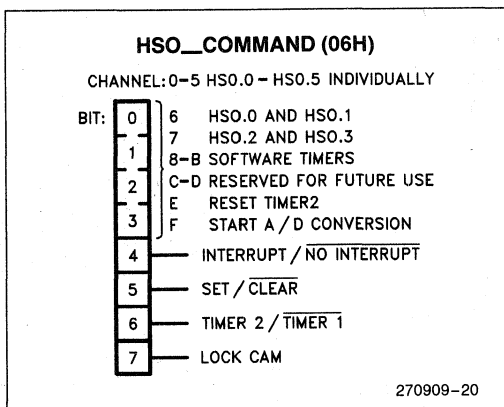 HSO_COMMAND (06H)
CHANNEL: 0-5 HSO.0 - HSO.5 INDIVIDUALLY
BIT: 0 6 HSO.0 AND HSO.1
7 HSO.2 AND HSO.3
1 8-B SOFTWARE TIMERS
2 C-D RESERVED FOR FUTURE USE
E RESET TIMER2
3 F START A/D CONVERSION
4 INTERRUPT / NO INTERRUPT
5 SET / CLEAR
6 TIMER 2 / TIMER 1
7 LOCK CAM
270909-20